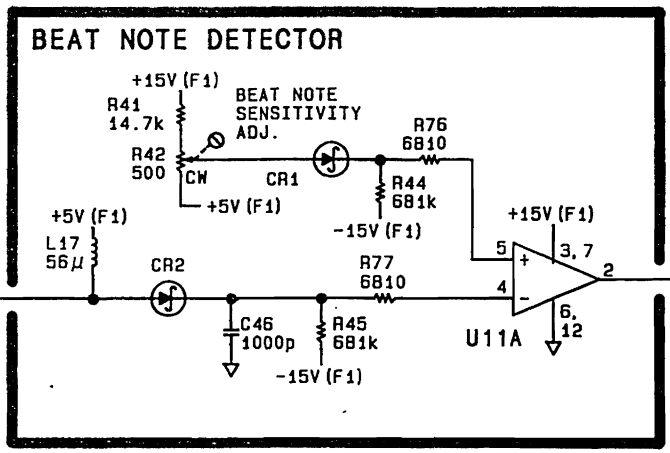 BEAT NOTE DETECTOR
+15V(F1)
R41
14.7k
BEAT NOTE
SENSITIVITY
ADJ.
R42
500
CW
+5V(F1)
CR1
R76
6810
R44
681k
-15V(F1)
+5V(F1)
L17
56μ
CR2
C46
1000p
R45
681k
-15V(F1)
R77
6810
+15V(F1)
5
+
3,7
2
4
-
6,
12
U11A